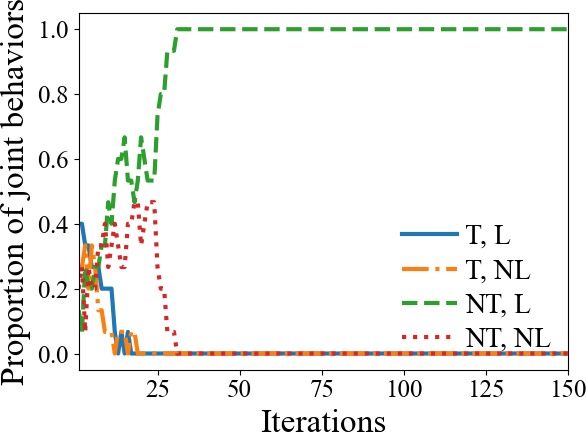 Proportion of joint behaviors
1.0
0.8
0.6
0.4
0.2
0.0
T, L
T, NL
NT, L
NT, NL
25 50 75 100 125 150
Iterations